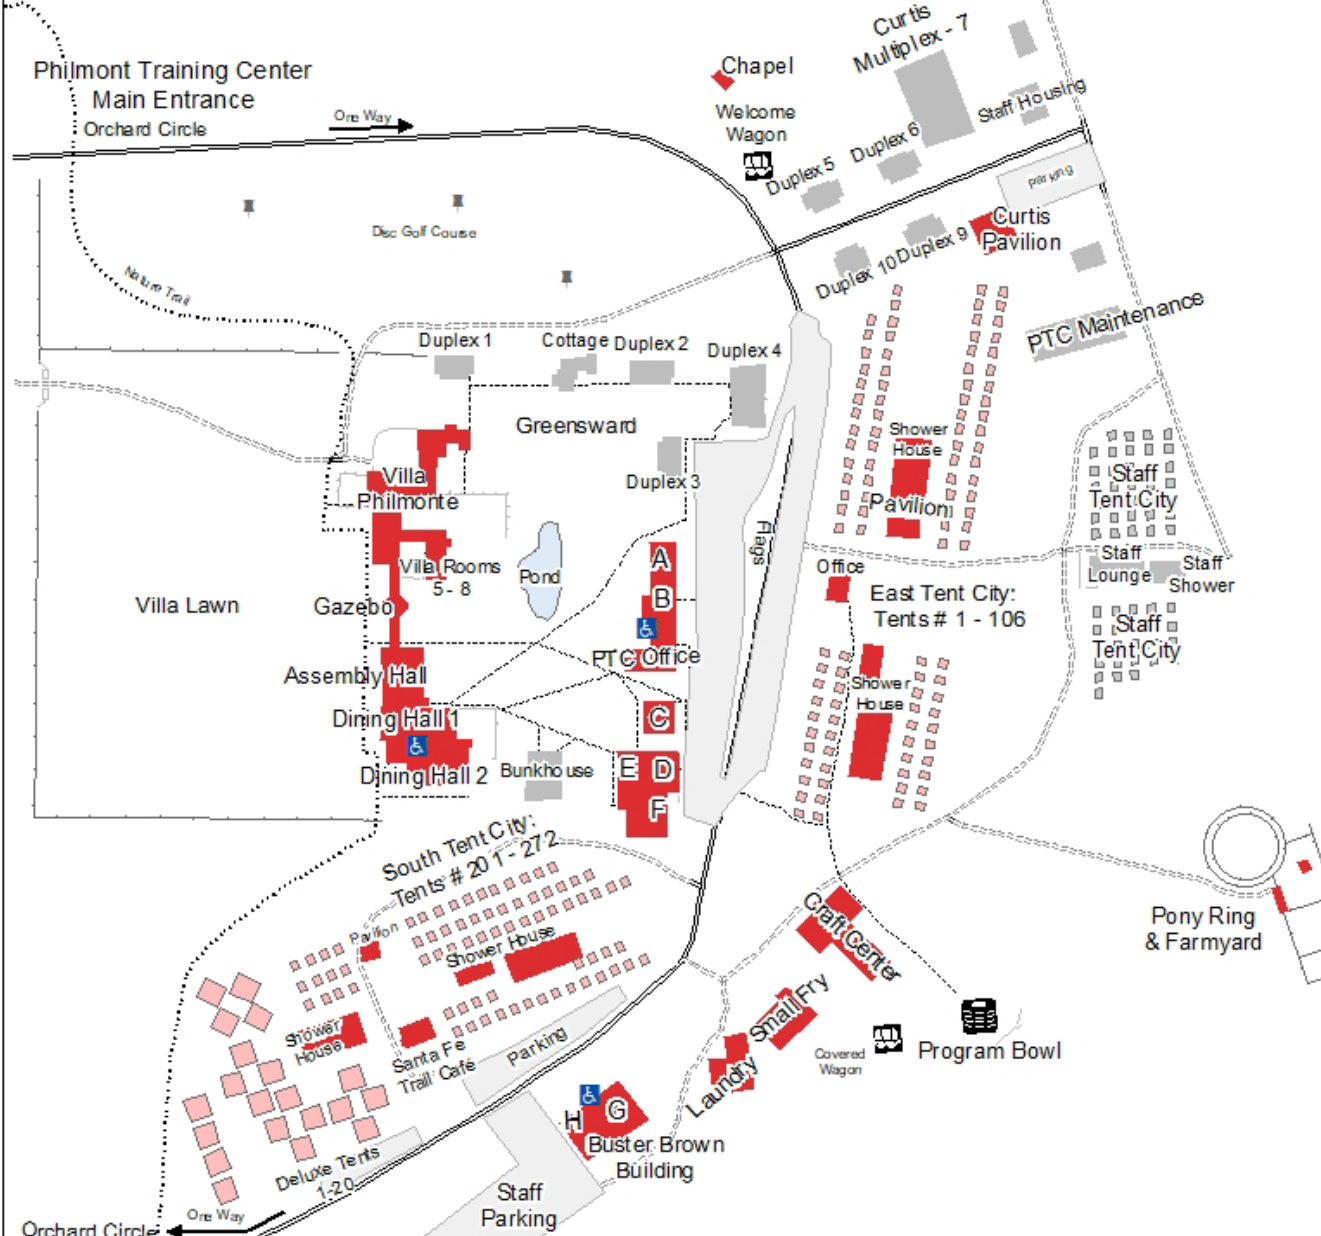 Curtis
Multiplex - 7
Philmont Training Center
Main Entrance
Orchard Circle
One Way
Chapel
Welcome
Wagon
Staff Housing
Duplex 6
Duplex 5
Parking
Curtis
Pavilion
Duplex 9
Duplex 10
Disc Golf Course
Nature Trail
PTC Maintenance
Duplex 1
Cottage
Duplex 2
Duplex 4
Greensward
Duplex 3
Shower
House
Pavilion
Staff
Tent City
Villa
Philmonte
Flags
Villa Rooms
5 - 8
Pond
A
B
Office
Staff
Lounge
Staff
Shower
Villa Lawn
Gazebo
East Tent City:
Tents # 1 - 106
Staff
Tent City
PTC Office
Assembly Hall
Shower
House
Dining Hall 1
C
Dining Hall 2
Bunkhouse
E
D
F
South Tent City:
Tents # 201 - 272
Pavilion
Shower House
Craft Center
Pony Ring
& Farmyard
Small Fry
Shower
House
Santa Fe
Trail Café
Parking
Covered
Wagon
Program Bowl
Laundry
H
G
Buster Brown
Building
Deluxe Tents
1-20
Staff
Parking
One Way
Orchard Circle